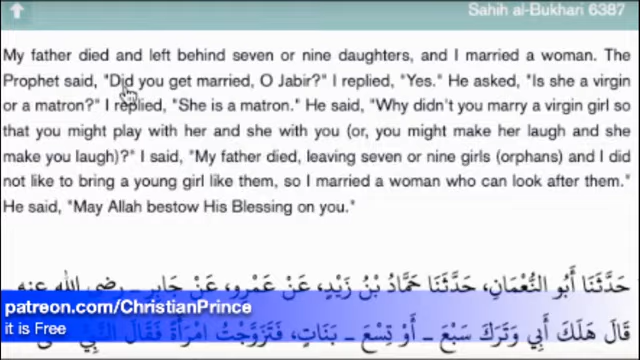 Sahih al-Bukhari 6387
My father died and left behind seven or nine daughters, and I married a woman. The
Prophet said, "Did you get married, O Jabir?" I replied, "Yes." He asked, "Is she a virgin
or a matron?" I replied, "She is a matron." He said, "Why didn't you marry a virgin girl so
that you might play with her and she with you (or, you might make her laugh and she
make you laugh)?" I said, "My father died, leaving seven or nine girls (orphans) and I did
not like to bring a young girl like them, so I married a woman who can look after them."
He said, "May Allah bestow His Blessing on you."
حَدَّثَنَا أَبُو النُّعْمَانِ، حَدَّثَنَا حَمَّادُ بْنُ زَيْدٍ، عَنْ عَمْرٍو، عَنْ جَابِرٍ ـ رضى الله عنه
patreon.com/ChristianPrince
قَالَ هَلَكَ أَبِي وَتَرَكَ سَبْعَ ـ أَوْ تِسْعَ ـ بَنَاتٍ، فَتَزَوَّجْتُ امْرَأَةً فَقَالَ النَّبِيُّ
it is Free